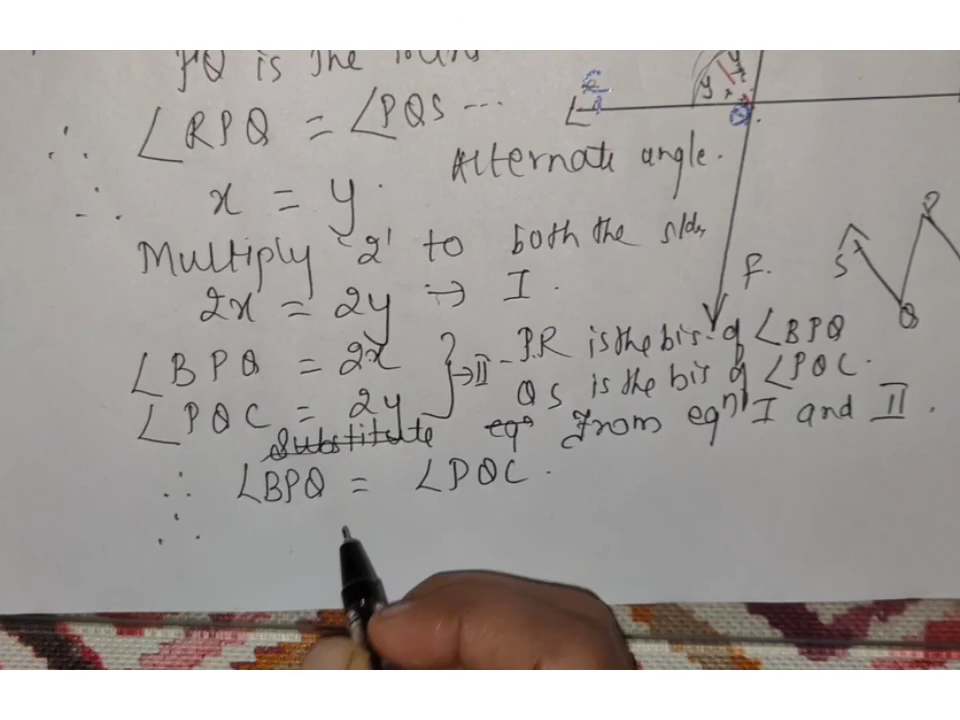 PQ is the
∴ ∠RPQ = ∠PQS ...
Alternate angle.
∴ x = y.
Multiply '2' to both the sides
2x = 2y → I.
∠BPQ = 2x } → II - PR is the bis. of ∠BPQ
∠PQC = 2y QS is the bis of ∠PQC.
Substitute eqn From eqn I and II.
∴ ∠BPQ = ∠PQC.
∴
y
x
Q
F.
S
Q